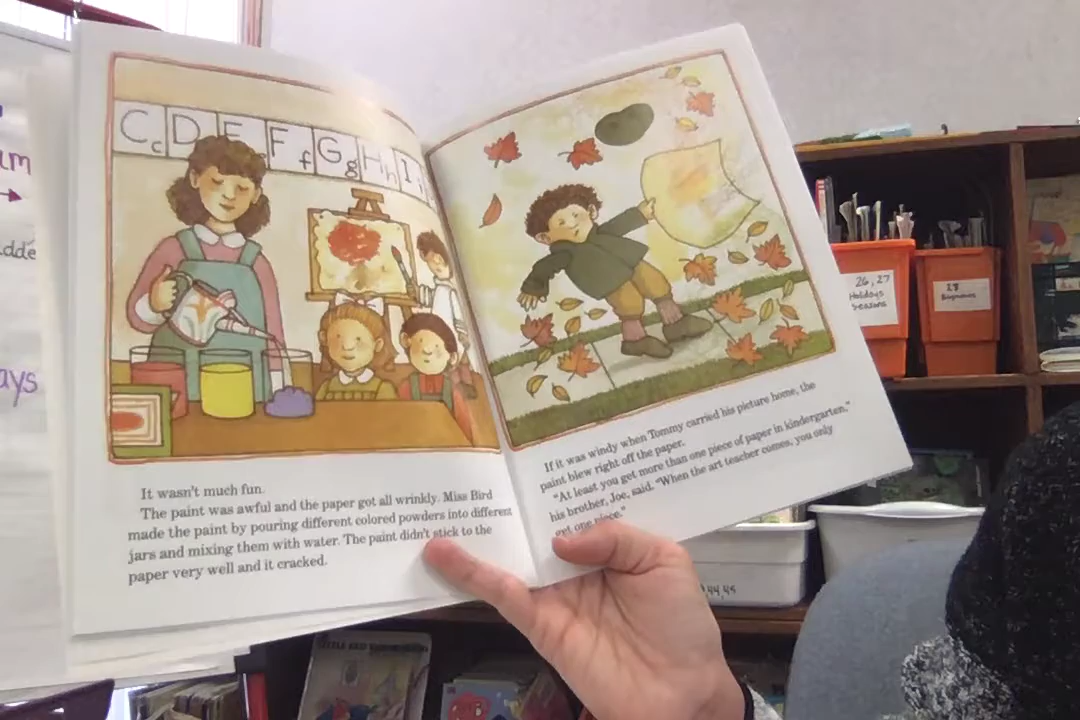 C c D E F f G g H h I i
It wasn't much fun.
The paint was awful and the paper got all wrinkly. Miss Bird
made the paint by pouring different colored powders into different
jars and mixing them with water. The paint didn't stick to the
paper very well and it cracked.
If it was windy when Tommy carried his picture home, the
paint blew right off the paper.
"At least you get more than one piece of paper in kindergarten,"
his brother, Joe, said. "When the art teacher comes, you only
get one piece."
26, 27
Holidays
Seasons
28
44,45
ays